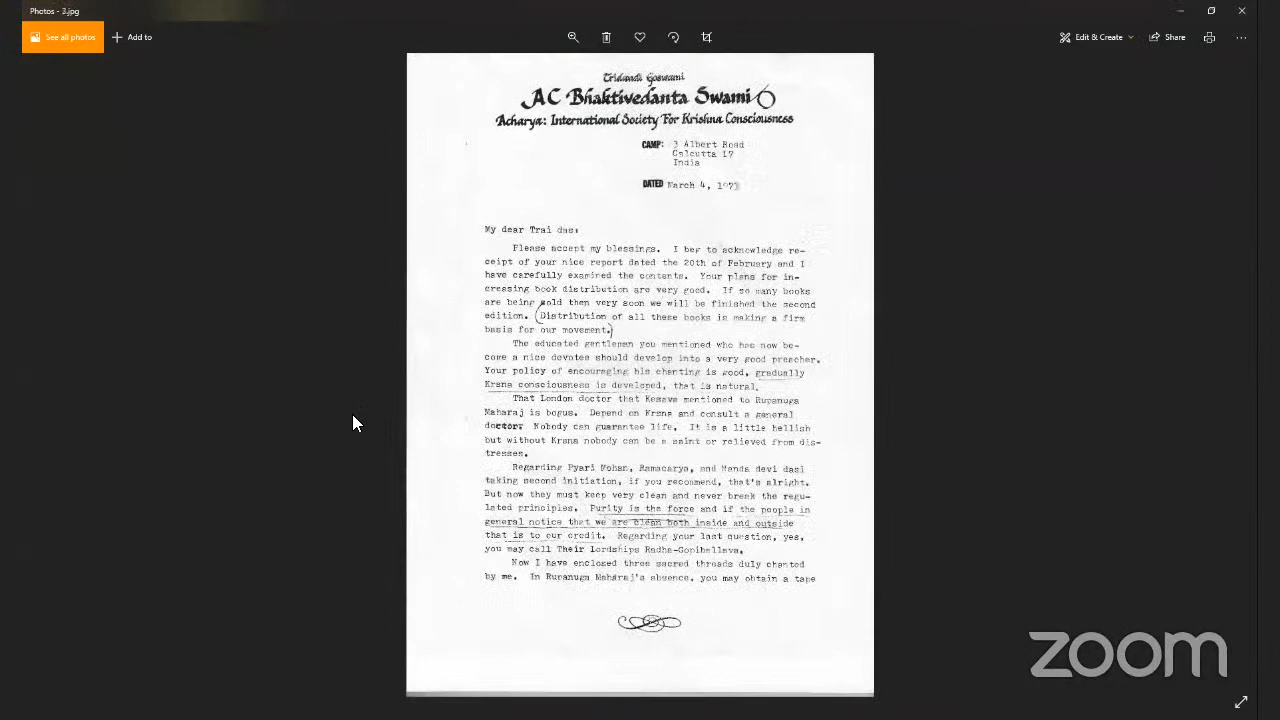 Photos - 3.jpg
See all photos
Add to
Edit & Create
Share
Tridandi Goswami
AC Bhaktivedanta Swami
Acharya: International Society For Krishna Consciousness
CAMP: 3 Albert Road
Calcutta 17
India
DATED March 4, 197
My dear Trai das:
Please accept my blessings. I beg to acknowledge re-
ceipt of your nice report dated the 20th of February and I
have carefully examined the contents. Your plans for in-
creasing book distribution are very good. If so many books
are being sold then very soon we will be finished the second
edition. (Distribution of all these books is making a firm
basis for our movement.)
The educated gentleman you mentioned who has now be-
come a nice devotee should develop into a very good preacher.
Your policy of encouraging his chanting is good, gradually
Krsna consciousness is developed, that is natural.
That London doctor that Kesava mentioned to Rupanuga
Maharaj is bogus. Depend on Krsna and consult a general
doctor. Nobody can guarantee life. It is a little hellish
but without Krsna nobody can be a saint or relieved from dis-
tresses.
Regarding Pyari Mohan, Ramacarya, and Nanda devi dasi
taking second initiation, if you recommend, that's alright.
But now they must keep very clean and never break the regu-
lated principles. Purity is the force and if the people in
general notice that we are clean both inside and outside
that is to our credit. Regarding your last question, yes,
you may call Their Lordships Radha-Gopiballava.
Now I have enclosed three sacred threads duly chanted
by me. In Rupanuga Maharaj's absence, you may obtain a tape
zoom